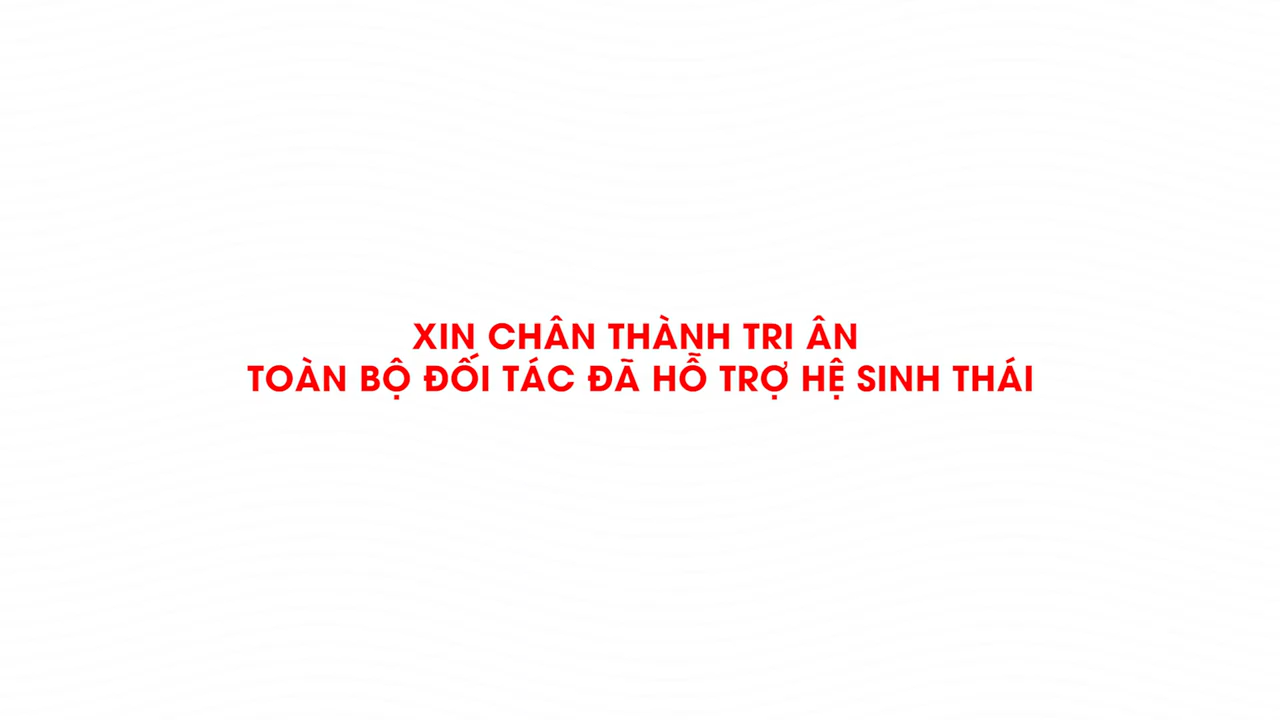 XIN CHÂN THÀNH TRI ÂN
TOÀN BỘ ĐỐI TÁC ĐÃ HỖ TRỢ HỆ SINH THÁI